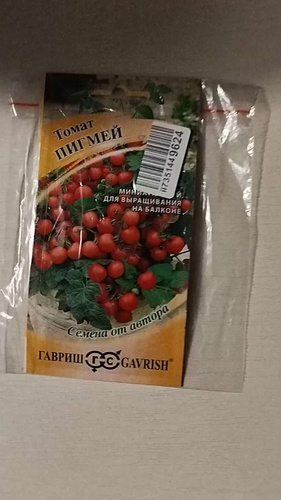 Томат
ПИГМЕЙ
ДЛЯ ВЫРАЩИВАНИЯ
НА БАЛКОНЕ
Семена от автора
ГАВРИШ GAVRISH®